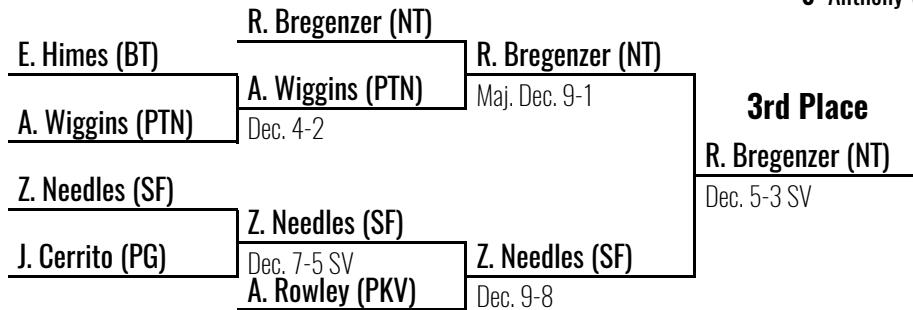 3 Anthony
R. Bregenzer (NT)
E. Himes (BT)
R. Bregenzer (NT)
A. Wiggins (PTN)
Maj. Dec. 9-1
3rd Place
A. Wiggins (PTN)
Dec. 4-2
R. Bregenzer (NT)
Z. Needles (SF)
Dec. 5-3 SV
Z. Needles (SF)
J. Cerrito (PG)
Dec. 7-5 SV
Z. Needles (SF)
A. Rowley (PKV)
Dec. 9-8